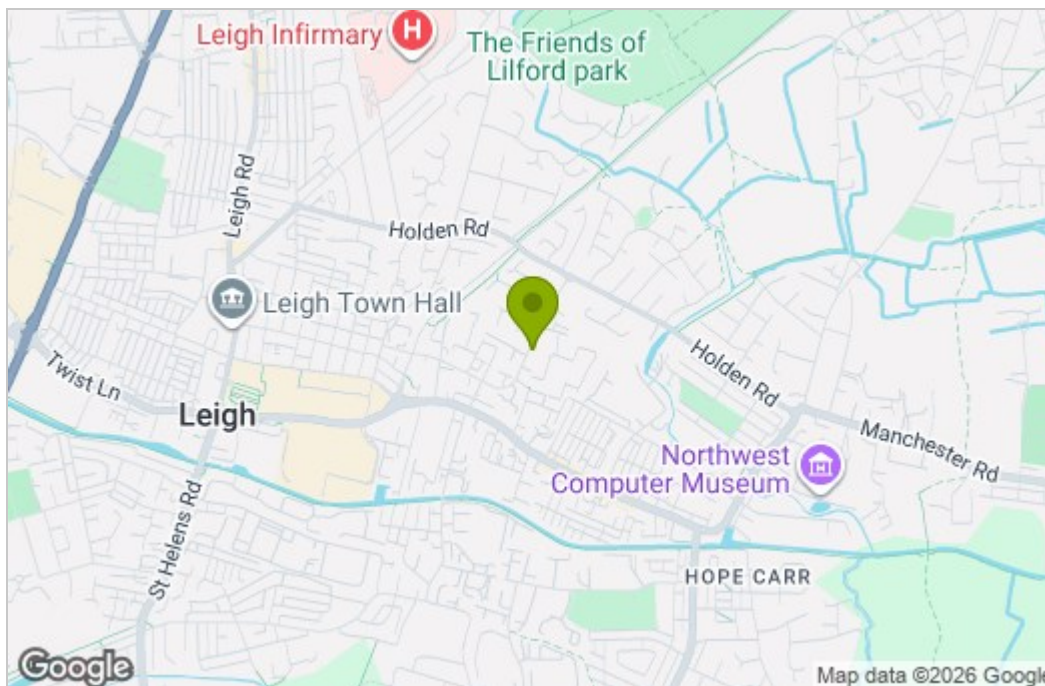 Leigh Infirmary
H
The Friends of
Lilford park
Leigh Rd
Holden Rd
Leigh Town Hall
Twist Ln
Leigh
Holden Rd
Manchester Rd
Northwest
Computer Museum
St Helens Rd
HOPE CARR
Google
Map data ©2026 Google